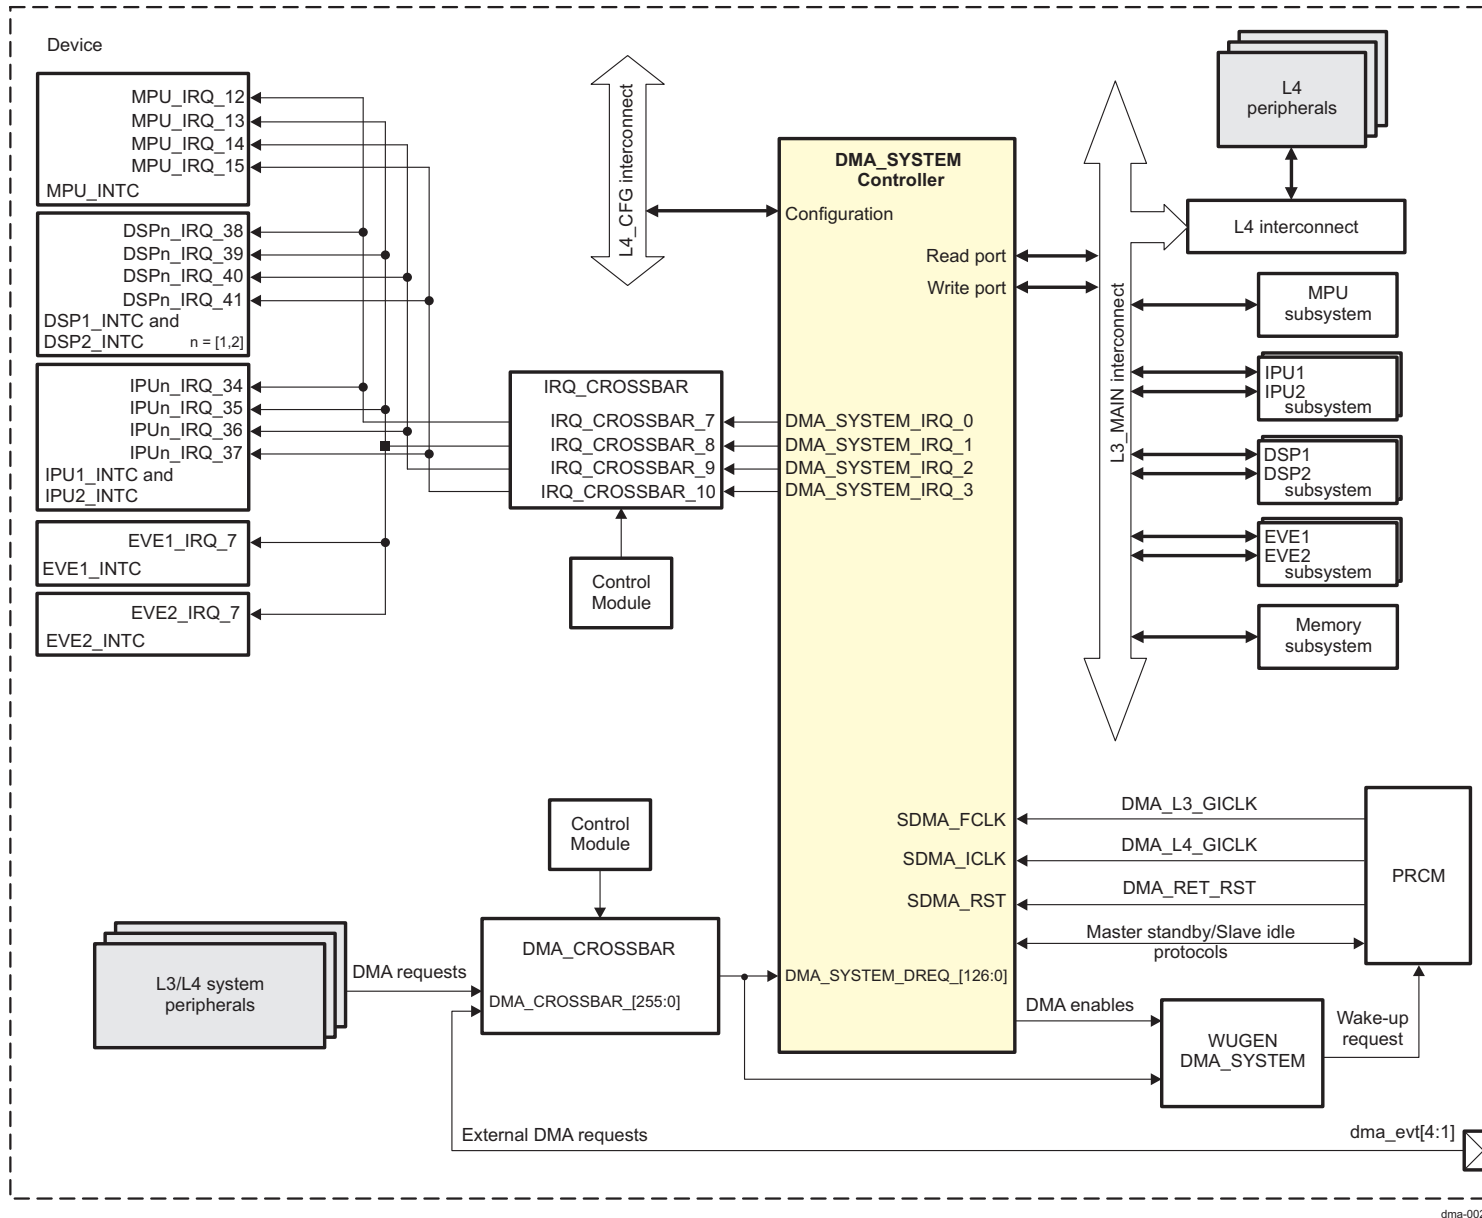 Device
MPU_IRQ_12
MPU_IRQ_13
MPU_IRQ_14
MPU_IRQ_15
MPU_INTC
DSPn_IRQ_38
DSPn_IRQ_39
DSPn_IRQ_40
DSPn_IRQ_41
DSP1_INTC and
DSP2_INTC n = [1,2]
IPUn_IRQ_34
IPUn_IRQ_35
IPUn_IRQ_36
IPUn_IRQ_37
IPU1_INTC and
IPU2_INTC
EVE1_IRQ_7
EVE1_INTC
EVE2_IRQ_7
EVE2_INTC
L4_CFG interconnect
IRQ_CROSSBAR
IRQ_CROSSBAR_7
IRQ_CROSSBAR_8
IRQ_CROSSBAR_9
IRQ_CROSSBAR_10
Control
Module
DMA_SYSTEM
Controller
Configuration
Read port
Write port
DMA_SYSTEM_IRQ_0
DMA_SYSTEM_IRQ_1
DMA_SYSTEM_IRQ_2
DMA_SYSTEM_IRQ_3
SDMA_FCLK
SDMA_ICLK
SDMA_RST
DMA_SYSTEM_DREQ_[126:0]
L3_MAIN interconnect
L4
peripherals
L4 interconnect
MPU
subsystem
IPU1
IPU2
subsystem
DSP1
DSP2
subsystem
EVE1
EVE2
subsystem
Memory
subsystem
DMA_L3_GICLK
DMA_L4_GICLK
DMA_RET_RST
Master standby/Slave idle
protocols
PRCM
Control
Module
DMA_CROSSBAR
DMA_CROSSBAR_[255:0]
L3/L4 system
peripherals
DMA requests
DMA enables
WUGEN
DMA_SYSTEM
Wake-up
request
External DMA requests
dma_evt[4:1]
dma-002